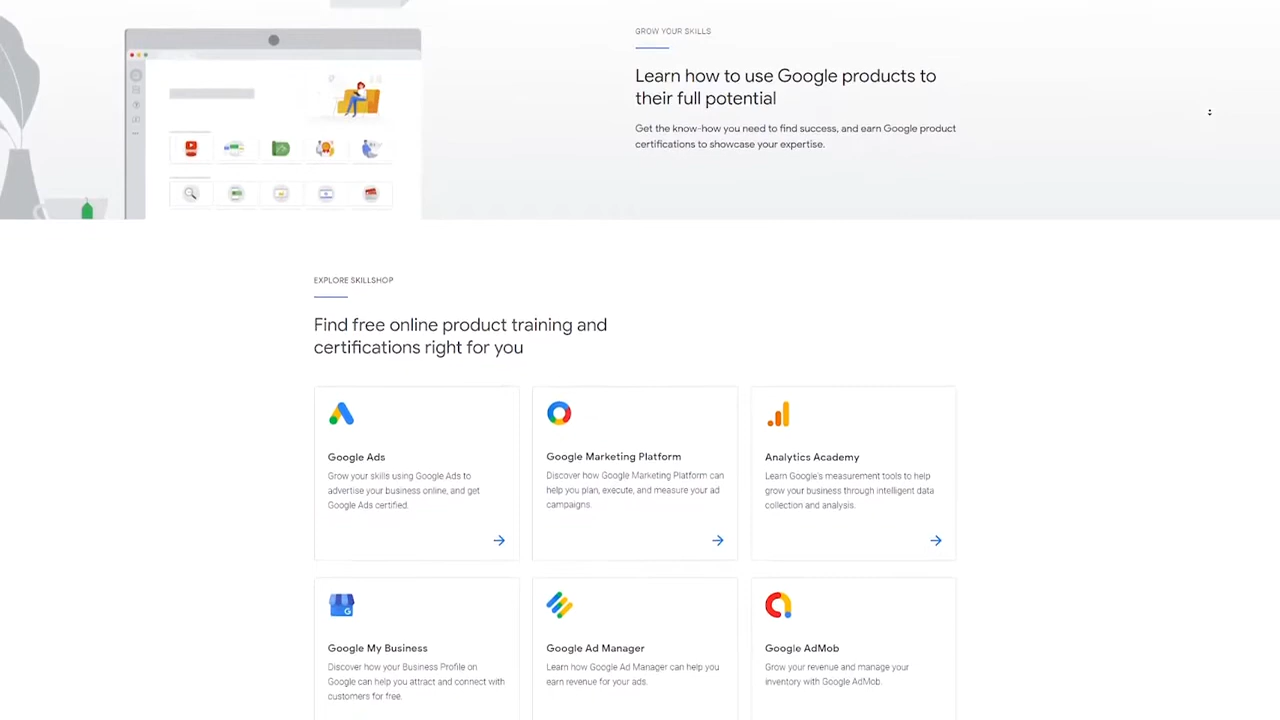 GROW YOUR SKILLS
Learn how to use Google products to
their full potential
Get the know-how you need to find success, and earn Google product
certifications to showcase your expertise.
EXPLORE SKILLSHOP
Find free online product training and
certifications right for you
Google Ads
Grow your skills using Google Ads to
advertise your business online, and get
Google Ads certified.
Google Marketing Platform
Discover how Google Marketing Platform can
help you plan, execute, and measure your ad
campaigns.
Analytics Academy
Learn Google's measurement tools to help
grow your business through intelligent data
collection and analysis.
Google My Business
Discover how your Business Profile on
Google can help you attract and connect with
customers for free.
Google Ad Manager
Learn how Google Ad Manager can help you
earn revenue for your ads.
Google AdMob
Grow your revenue and manage your
inventory with Google AdMob.